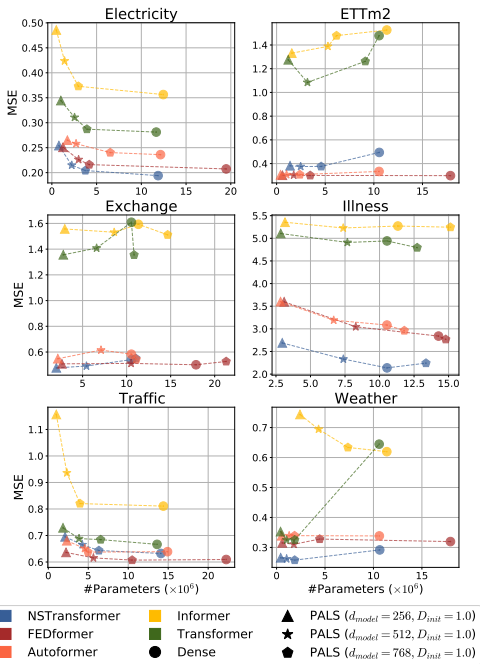 Electricity
ETTm2
0.50
0.45
0.40
0.35
0.30
0.25
0.20
MSE
0 5 10 15 20
1.4
1.2
1.0
0.8
0.6
0.4
0 5 10 15
Exchange
Illness
1.6
1.4
1.2
1.0
0.8
0.6
MSE
0 5 10 15 20
5.5
5.0
4.5
4.0
3.5
3.0
2.5
2.0
2.5 5.0 7.5 10.0 12.5 15.0
Traffic
Weather
1.1
1.0
0.9
0.8
0.7
0.6
MSE
0 10 20
#Parameters (×10⁶)
0.7
0.6
0.5
0.4
0.3
0 5 10 15
#Parameters (×10⁶)
NSTransformer Informer PALS (d_model = 256, D_init = 1.0)
FEDformer Transformer PALS (d_model = 512, D_init = 1.0)
Autoformer Dense PALS (d_model = 768, D_init = 1.0)